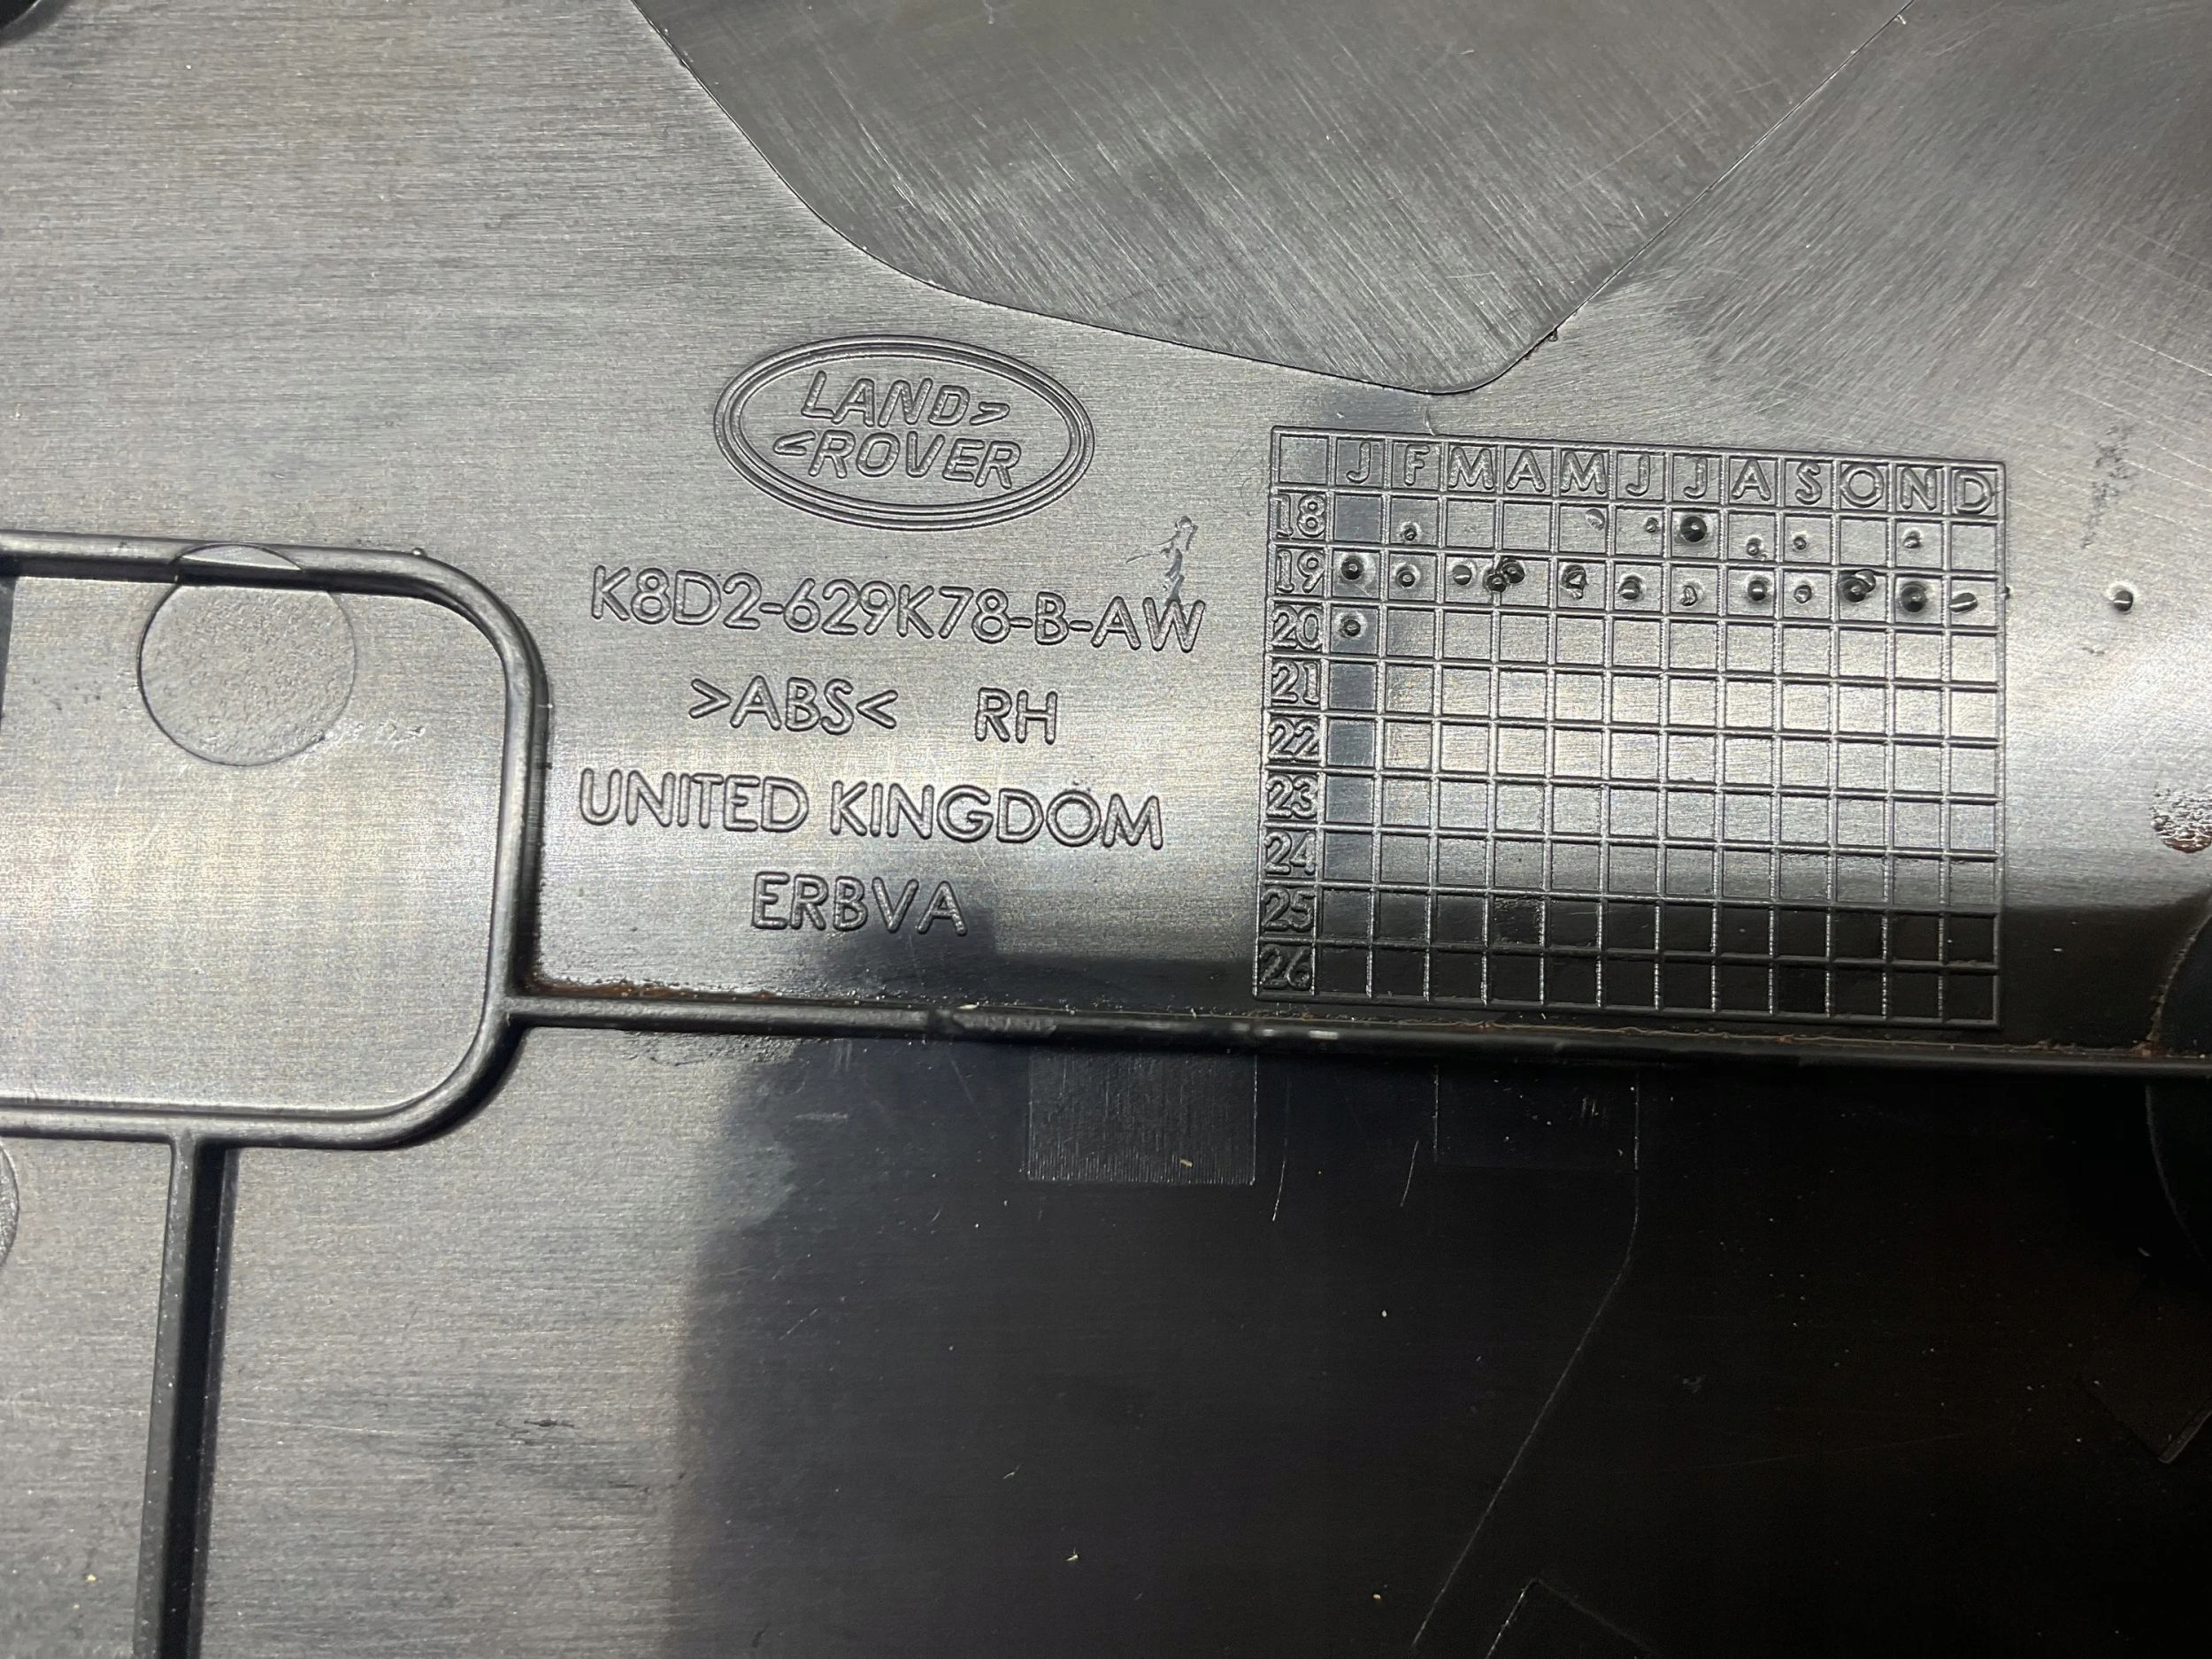 LAND>
<ROVER
K8D2-629K78-B-AW
>ABS< RH
UNITED KINGDOM
ERBVA
J F M A M J J A S O N D
18
19
20
21
22
23
24
25
26